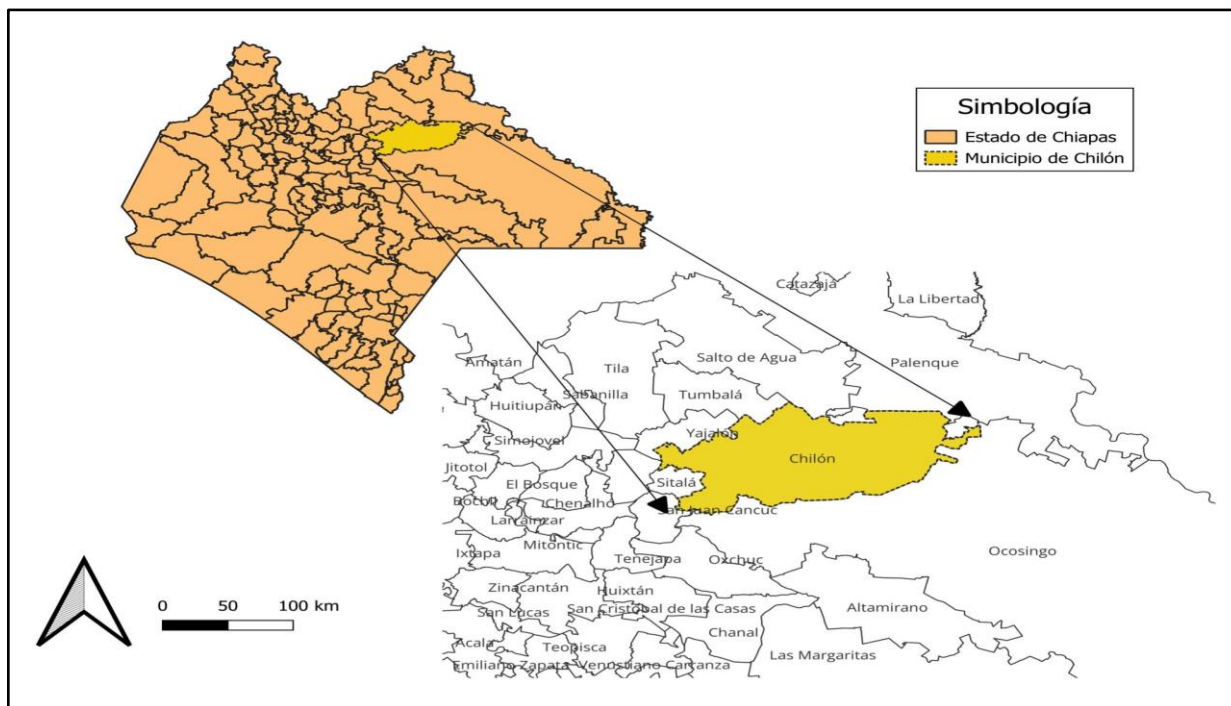 Simbología
Estado de Chiapas
Municipio de Chilón
Catazajá
La Libertad
Salto de Agua
Palenque
Amatán
Tila
Sabanilla
Tumbalá
Huitiupán
Yajalón
Simojovel
Chilón
Jitotol
El Bosque
Sitalá
Bochil
Chenalhó
San Juan Cancuc
Larráinzar
Mitontic
Ocosingo
Ixtapa
Tenejapa
Oxchuc
Zinacantán
Huixtán
San Lucas
San Cristobal de las Casas
Altamirano
Chanal
Acala
Teopisca
Las Margaritas
Emiliano Zapata
Venustiano Carranza
0 50 100 km